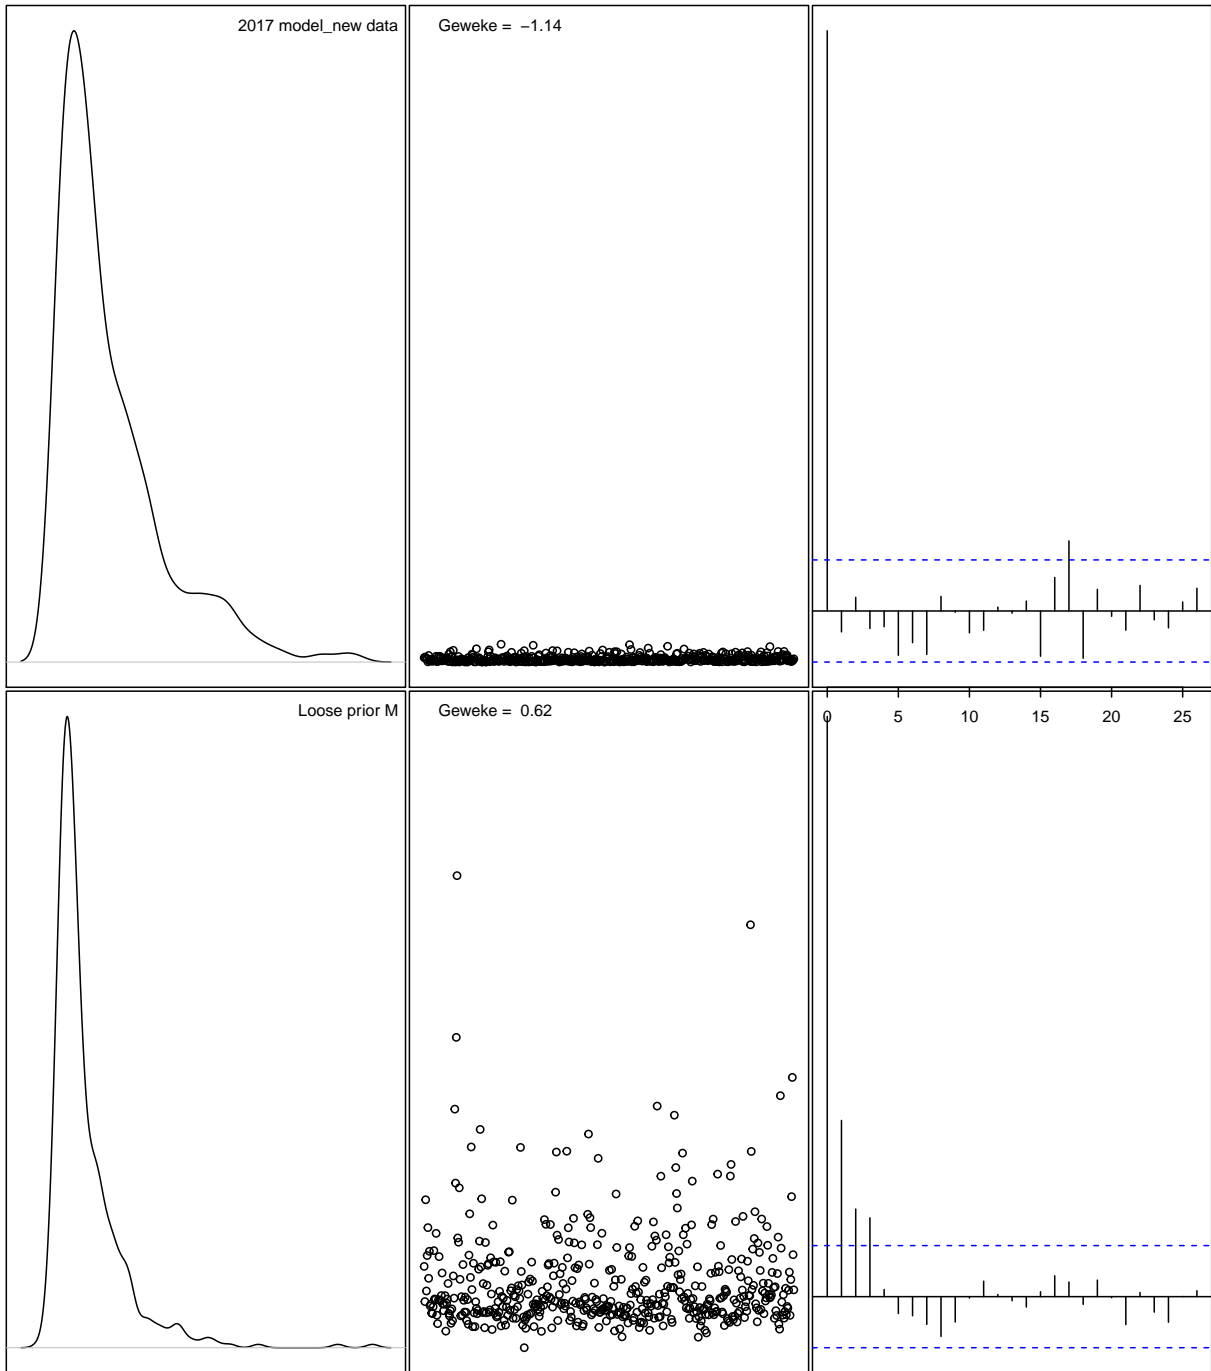 2017 model_new data
Geweke =  −1.14
Loose prior M
Geweke =  0.62
0 5 10 15 20 25